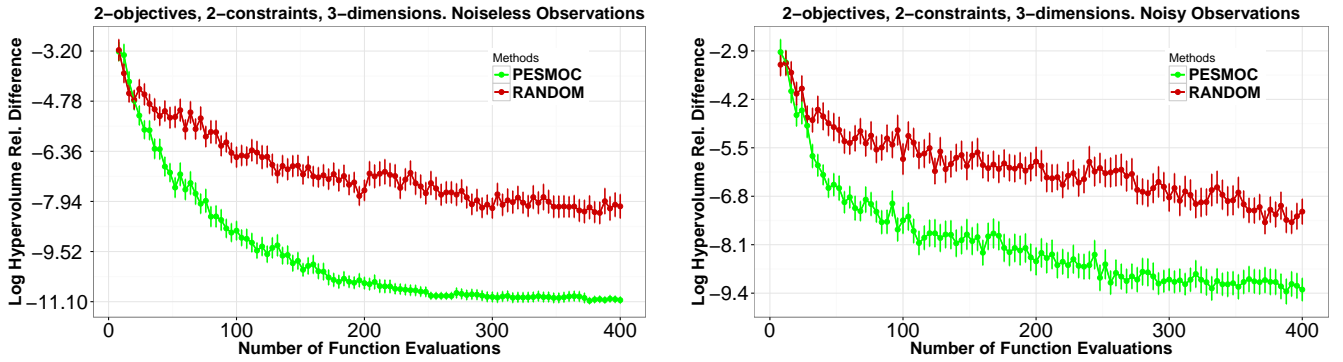 2-objectives, 2-constraints, 3-dimensions. Noiseless Observations
Log Hypervolume Rel. Difference
-3.20
-4.78
-6.36
-7.94
-9.52
-11.10
Methods
PESMOC
RANDOM
0
100
200
300
400
Number of Function Evaluations
2-objectives, 2-constraints, 3-dimensions. Noisy Observations
Log Hypervolume Rel. Difference
-2.9
-4.2
-5.5
-6.8
-8.1
-9.4
Methods
PESMOC
RANDOM
0
100
200
300
400
Number of Function Evaluations